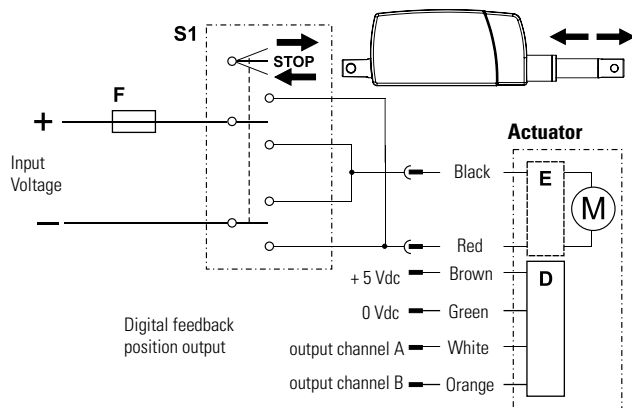 S1
STOP
F
+
Actuator
Input
Voltage
Black
E
M
–
Red
+ 5 Vdc
Brown
D
0 Vdc
Green
Digital feedback
position output
output channel A
White
output channel B
Orange